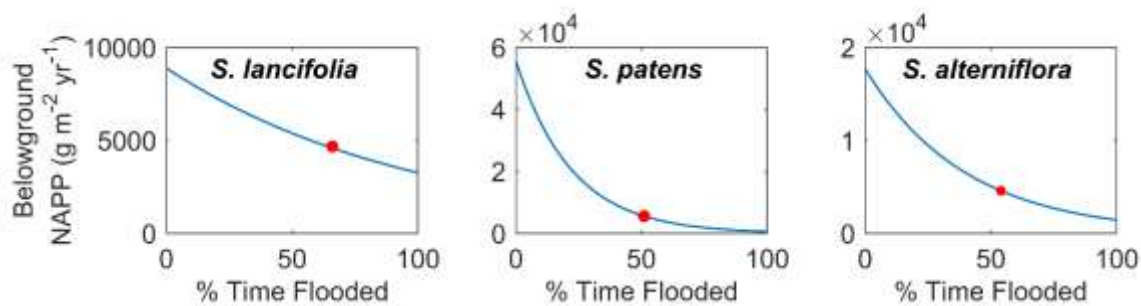 ×10⁴ ×10⁴
10000 6 2
S. lancifolia S. patens S. alterniflora
4
5000 1
2
0 0 0
0 50 100 0 50 100 0 50 100
% Time Flooded % Time Flooded % Time Flooded
Belowground
NAPP (g m⁻² yr⁻¹)